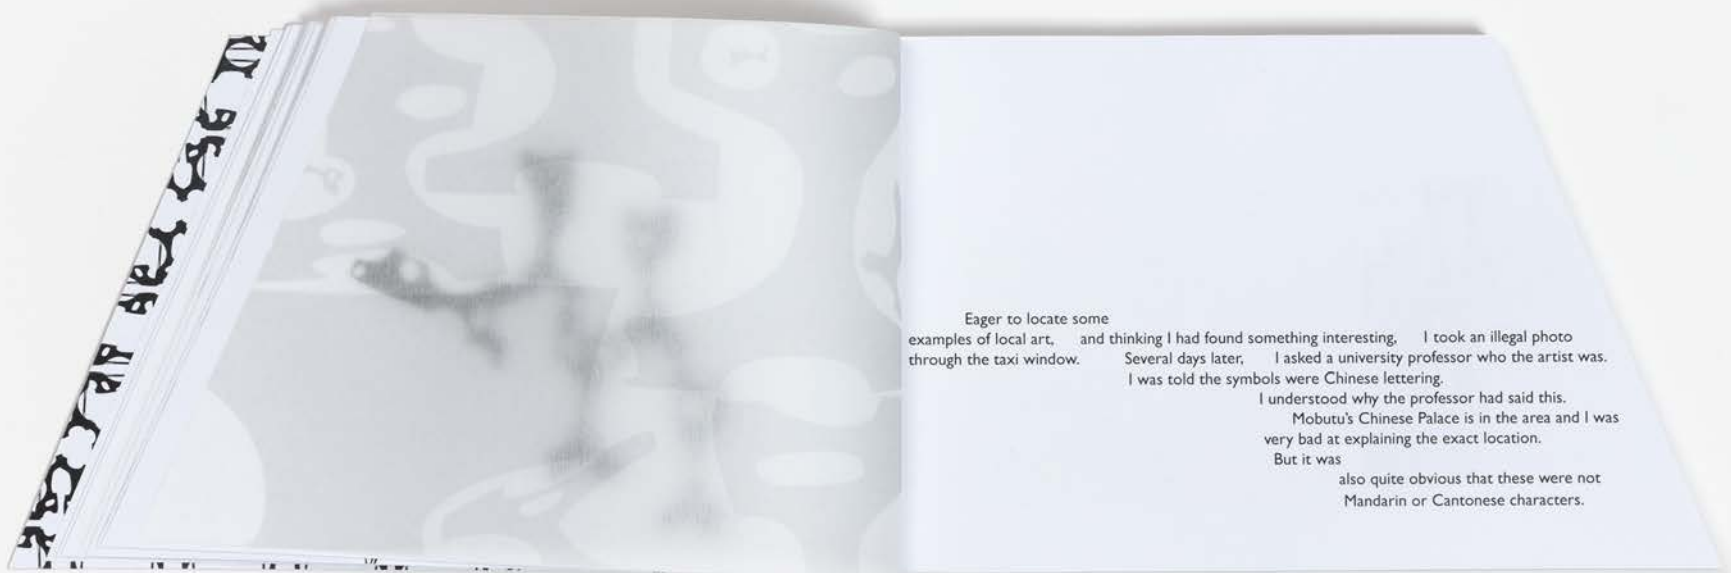 Eager to locate some
examples of local art, and thinking I had found something interesting, I took an illegal photo
through the taxi window. Several days later, I asked a university professor who the artist was.
I was told the symbols were Chinese lettering.
I understood why the professor had said this.
Mobutu's Chinese Palace is in the area and I was
very bad at explaining the exact location.
But it was
also quite obvious that these were not
Mandarin or Cantonese characters.